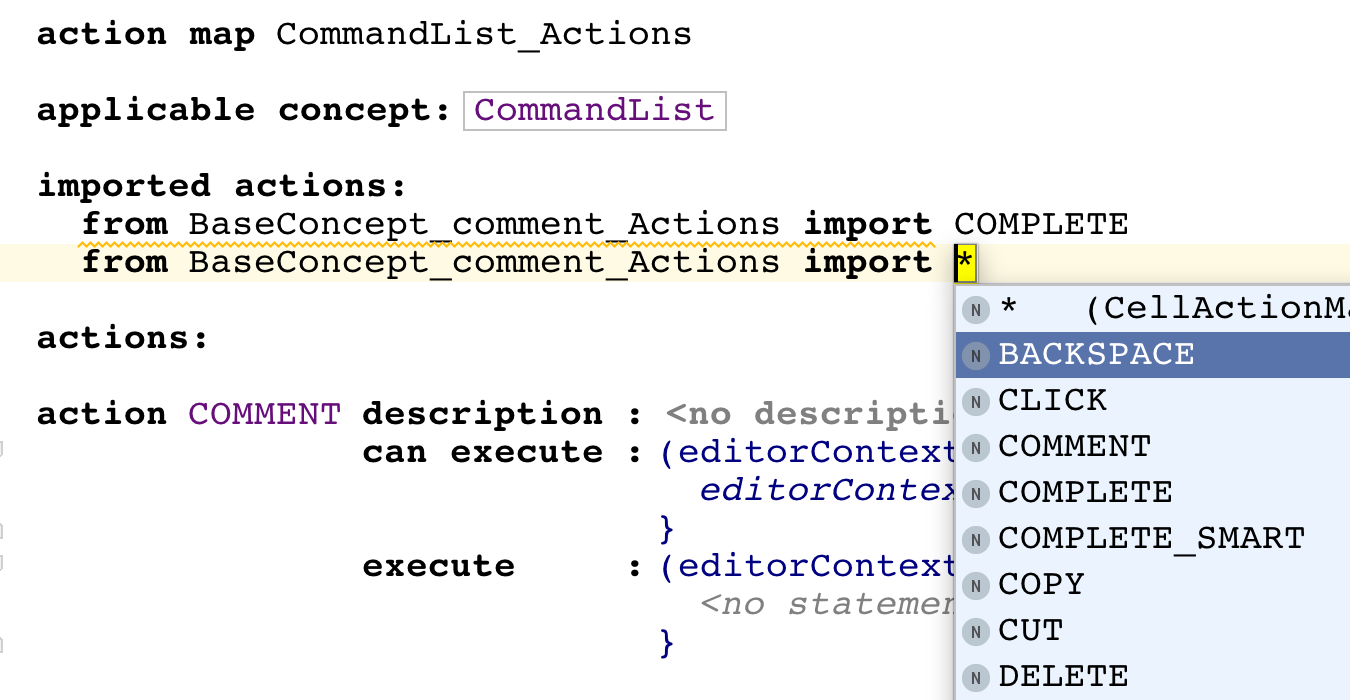 action map CommandList_Actions
applicable concept: CommandList
imported actions:
from BaseConcept_comment_Actions import COMPLETE
from BaseConcept_comment_Actions import *
* (CellActionMa
actions:
BACKSPACE
CLICK
action COMMENT description : <no descripti
COMMENT
can execute : (editorContext
editorContex
COMPLETE
}
COMPLETE_SMART
execute : (editorContext
COPY
<no statemen
CUT
}
DELETE